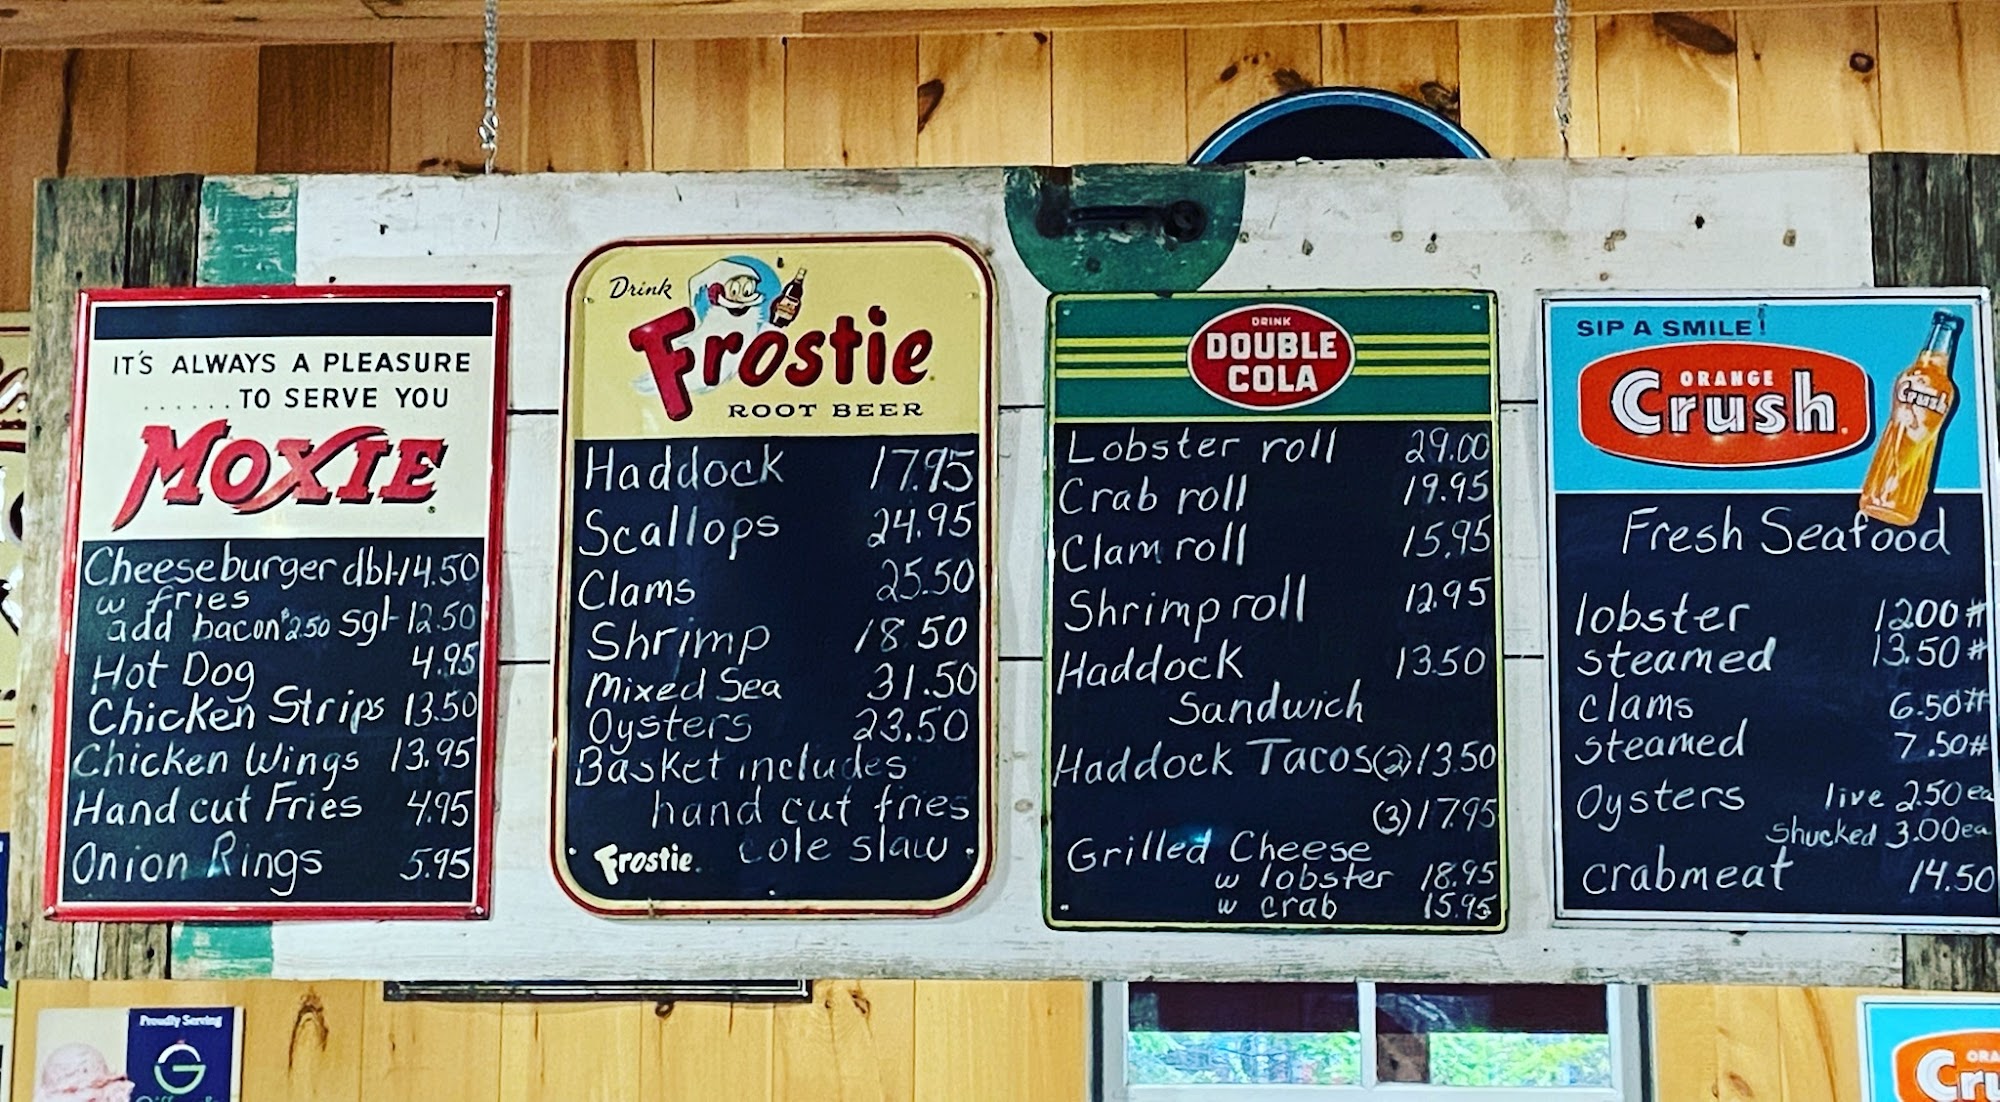 IT'S ALWAYS A PLEASURE
......TO SERVE YOU
MOXIE
Cheeseburger dbl-14.50
w fries
add bacon $2.50 sgl-12.50
Hot Dog 4.95
Chicken Strips 13.50
Chicken Wings 13.95
Hand cut Fries 4.95
Onion Rings 5.95
Drink
Frostie
ROOT BEER
Haddock 17.95
Scallops 24.95
Clams 25.50
Shrimp 18.50
Mixed Sea 31.50
Oysters 23.50
Basket includes
hand cut fries
cole slaw
Frostie.
DRINK
DOUBLE
COLA
Lobster roll 29.00
Crab roll 19.95
Clam roll 15.95
Shrimp roll 12.95
Haddock 13.50
Sandwich
Haddock Tacos (2) 13.50
(3) 17.95
Grilled Cheese
w lobster 18.95
w crab 15.95
SIP A SMILE!
ORANGE
Crush
Crush
Fresh Seafood
lobster 1200#
steamed 13.50#
clams 6.50#
steamed 7.50#
Oysters live 2.50 ea
shucked 3.00 ea
crabmeat 14.50
Proudly Serving
G